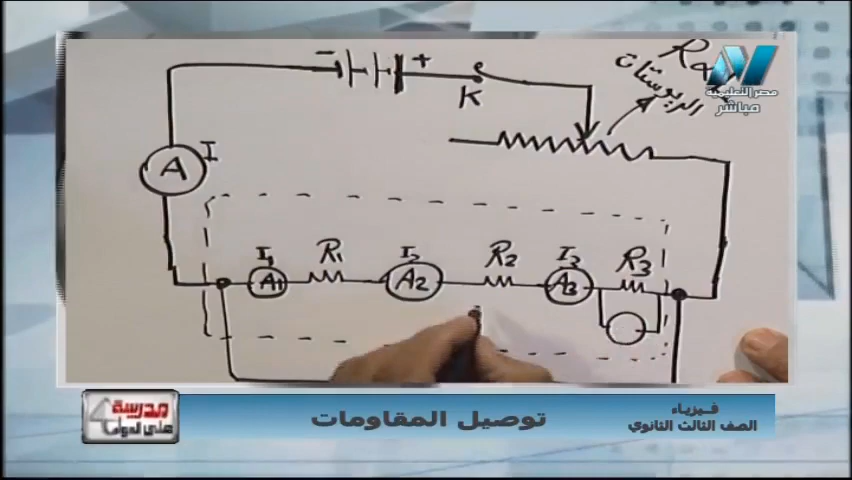 - +
K
الريوستات
مصر التعليمية
مباشر
I
A
I1 R1 I2 R2 I3 R3
A1 A2 A3
مدرسة
على الهواء
توصيل المقاومات
فيزياء
الصف الثالث الثانوي